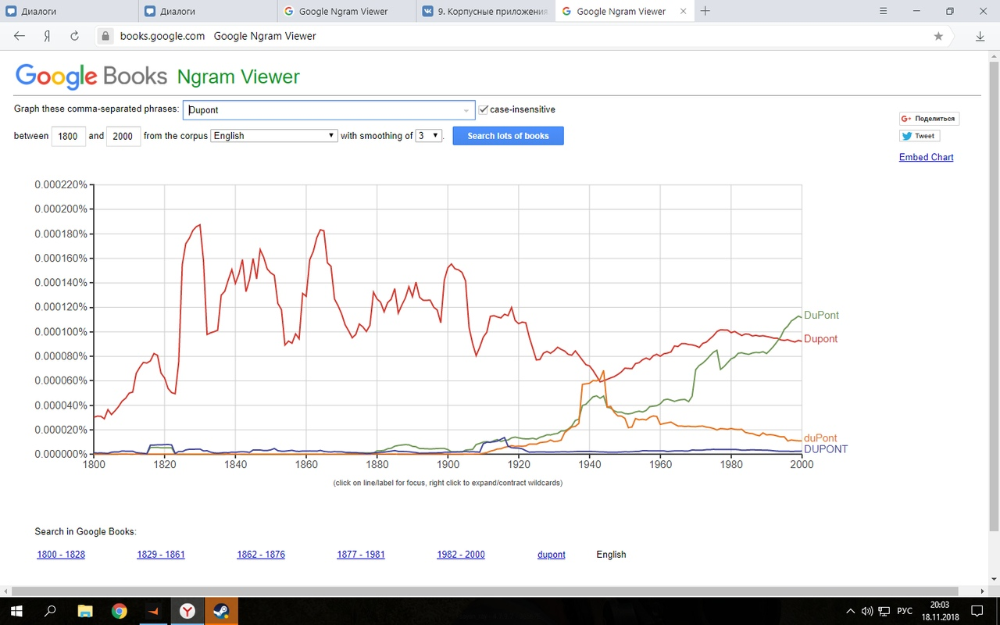 Диалоги Диалоги Google Ngram Viewer 9. Корпусные приложения Google Ngram Viewer
books.google.com Google Ngram Viewer
Google Books Ngram Viewer
Graph these comma-separated phrases: Dupont case-insensitive
between 1800 and 2000 from the corpus English with smoothing of 3 . Search lots of books
Поделиться
Tweet
Embed Chart
0.000220%
0.000200%
0.000180%
0.000160%
0.000140%
0.000120%
0.000100%
0.000080%
0.000060%
0.000040%
0.000020%
0.000000%
DuPont
Dupont
duPont
DUPONT
1800 1820 1840 1860 1880 1900 1920 1940 1960 1980 2000
(click on line/label for focus, right click to expand/contract wildcards)
Search in Google Books:
1800 - 1828 1829 - 1861 1862 - 1876 1877 - 1981 1982 - 2000 dupont English
РУС
20:03
18.11.2018